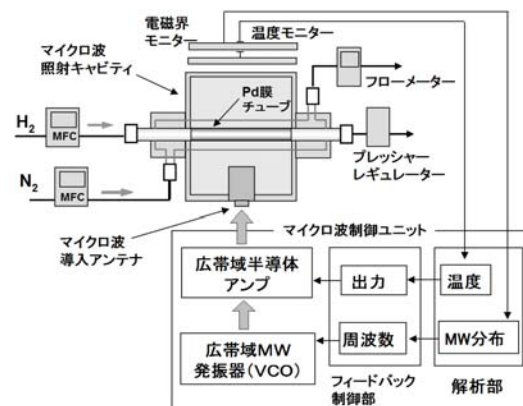 電磁界
モニター
温度モニター
マイクロ波
照射キャビティ
Pd膜
チューブ
フローメーター
H2
MFC
プレッシャー
レギュレーター
N2
MFC
マイクロ波
導入アンテナ
マイクロ波制御ユニット
広帯域半導体
アンプ
出力
温度
広帯域MW
発振器(VCO)
周波数
MW分布
フィードバック
制御部
解析部